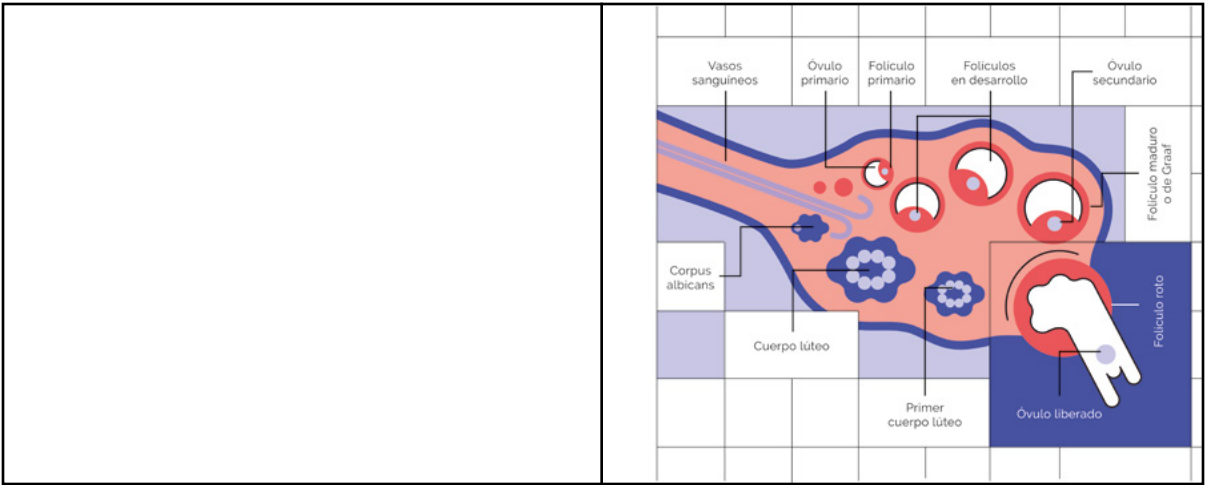 Vasos
sanguíneos
Óvulo
primario
Folículo
primario
Folículos
en desarrollo
Óvulo
secundario
Folículo maduro
o de Graaf
Corpus
albicans
Folículo roto
Cuerpo lúteo
Primer
cuerpo lúteo
Óvulo liberado